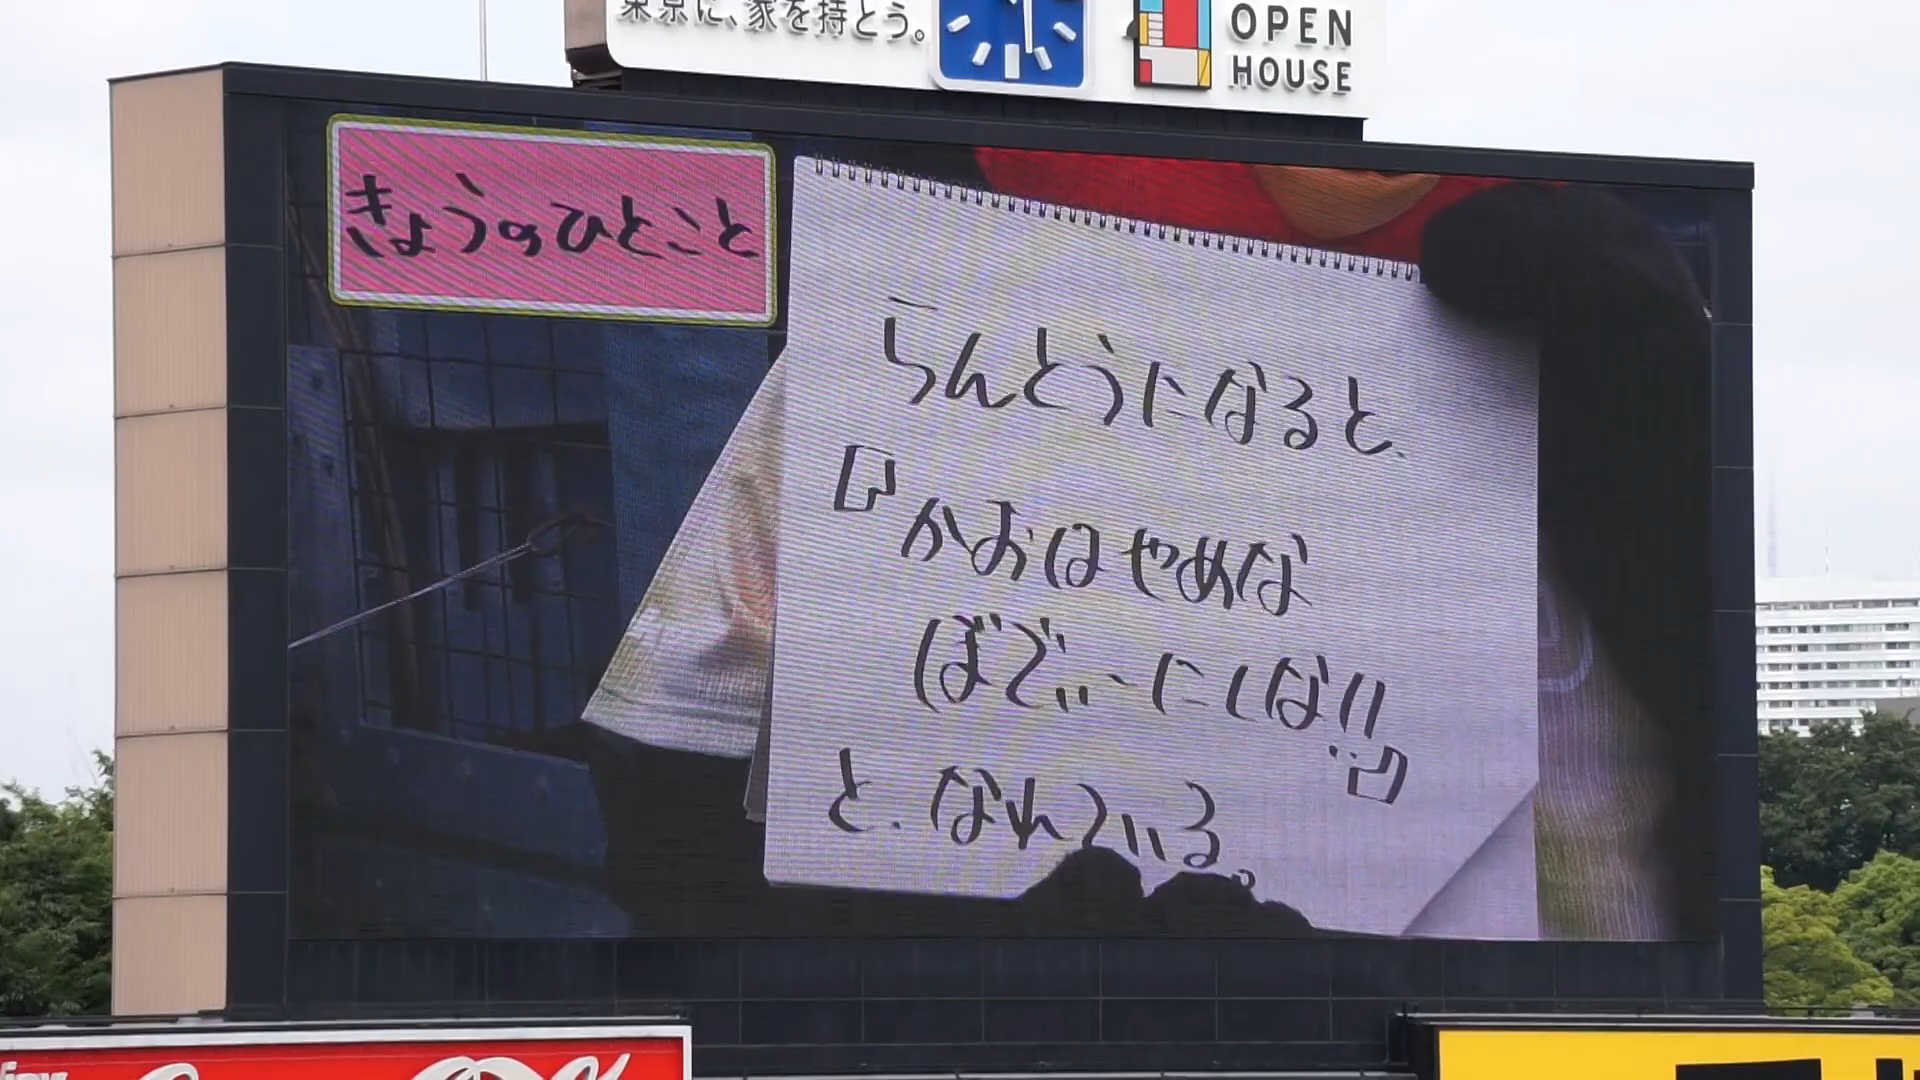 東京に、家を持とう。
OPEN
HOUSE
きょうのひとこと
らんとうになると、
『かおはやめな
ぼでぃーにしな!!』
と、なれている。